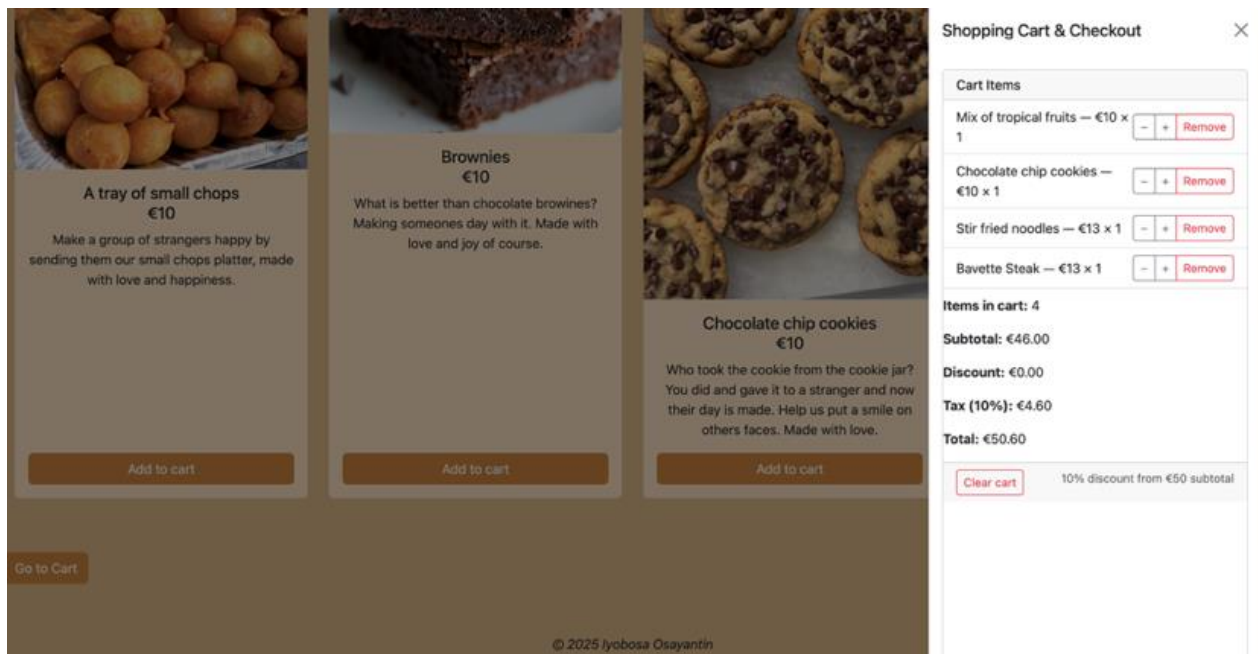 A tray of small chops
€10
Make a group of strangers happy by
sending them our small chops platter, made
with love and happiness.
Add to cart
Brownies
€10
What is better than chocolate browines?
Making someones day with it. Made with
love and joy of course.
Add to cart
Chocolate chip cookies
€10
Who took the cookie from the cookie jar?
You did and gave it to a stranger and now
their day is made. Help us put a smile on
others faces. Made with love.
Add to cart
Go to Cart
© 2025 Iyobosa Osayantin
Shopping Cart & Checkout
Cart Items
Mix of tropical fruits — €10 ×
1
- + Remove
Chocolate chip cookies —
€10 × 1
- + Remove
Stir fried noodles — €13 × 1 - + Remove
Bavette Steak — €13 × 1 - + Remove
Items in cart: 4
Subtotal: €46.00
Discount: €0.00
Tax (10%): €4.60
Total: €50.60
Clear cart 10% discount from €50 subtotal